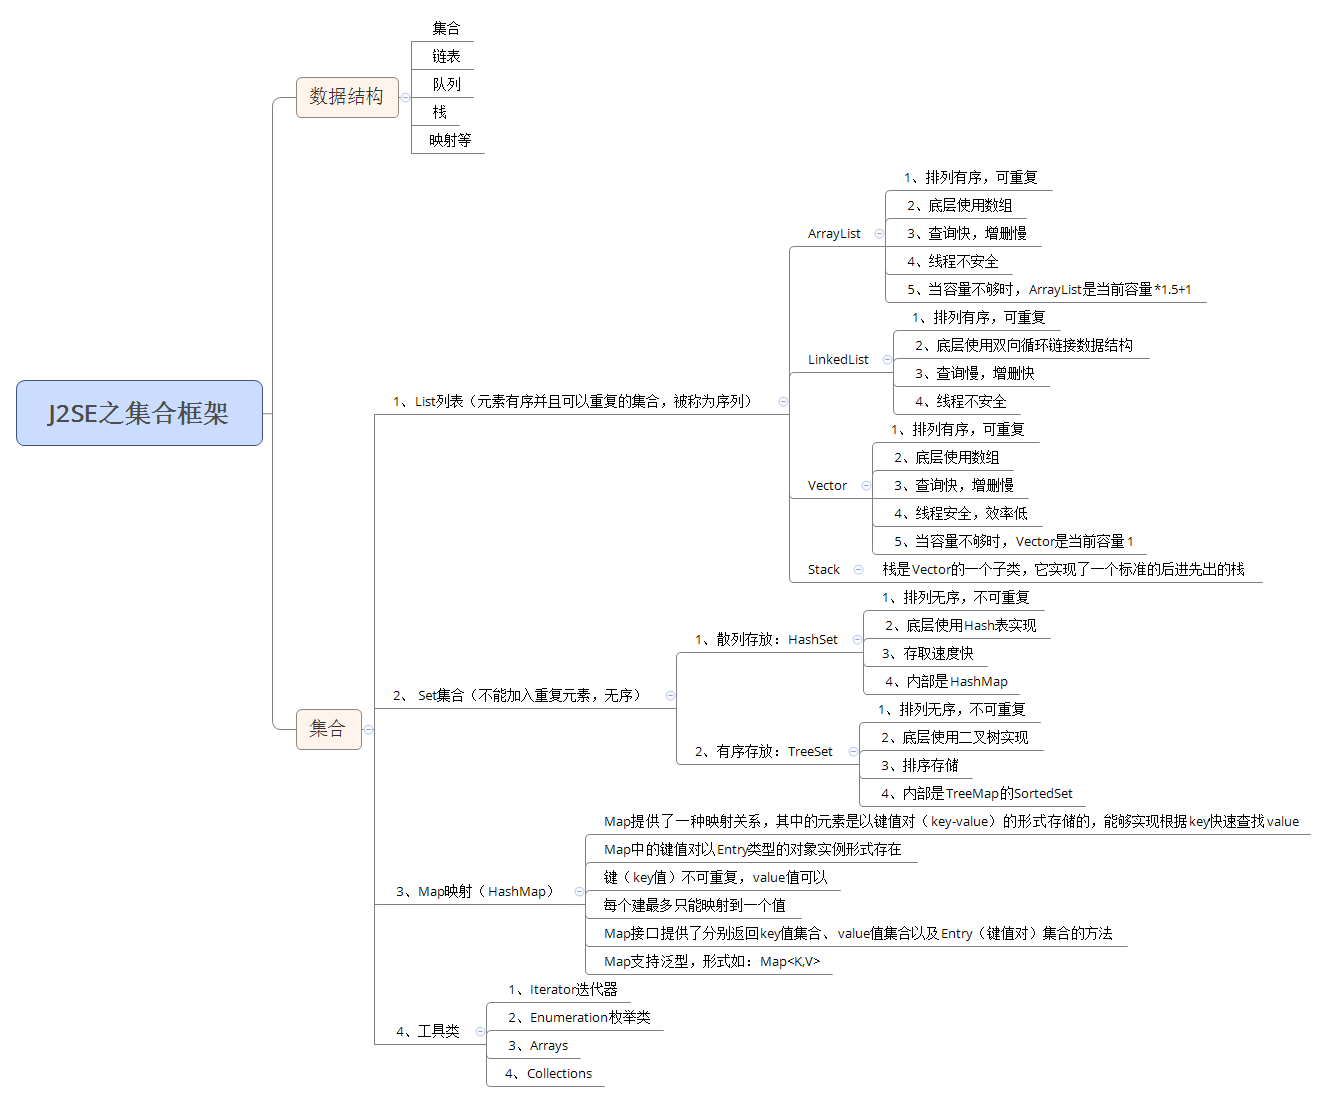 J2SE之集合框架
数据结构
集合
链表
队列
栈
映射等
集合
1、List列表（元素有序并且可以重复的集合，被称为序列）
ArrayList
1、排列有序，可重复
2、底层使用数组
3、查询快，增删慢
4、线程不安全
5、当容量不够时，ArrayList是当前容量*1.5+1
LinkedList
1、排列有序，可重复
2、底层使用双向循环链接数据结构
3、查询慢，增删快
4、线程不安全
Vector
1、排列有序，可重复
2、底层使用数组
3、查询快，增删慢
4、线程安全，效率低
5、当容量不够时，Vector是当前容量1
Stack
栈是Vector的一个子类，它实现了一个标准的后进先出的栈
2、 Set集合（不能加入重复元素，无序）
1、散列存放：HashSet
1、排列无序，不可重复
2、底层使用Hash表实现
3、存取速度快
4、内部是HashMap
2、有序存放：TreeSet
1、排列无序，不可重复
2、底层使用二叉树实现
3、排序存储
4、内部是TreeMap的SortedSet
3、Map映射（HashMap）
Map提供了一种映射关系，其中的元素是以键值对（key-value）的形式存储的，能够实现根据key快速查找value
Map中的键值对以Entry类型的对象实例形式存在
键（key值）不可重复，value值可以
每个建最多只能映射到一个值
Map接口提供了分别返回key值集合、value值集合以及Entry（键值对）集合的方法
Map支持泛型，形式如：Map<K,V>
4、工具类
1、Iterator迭代器
2、Enumeration枚举类
3、Arrays
4、Collections